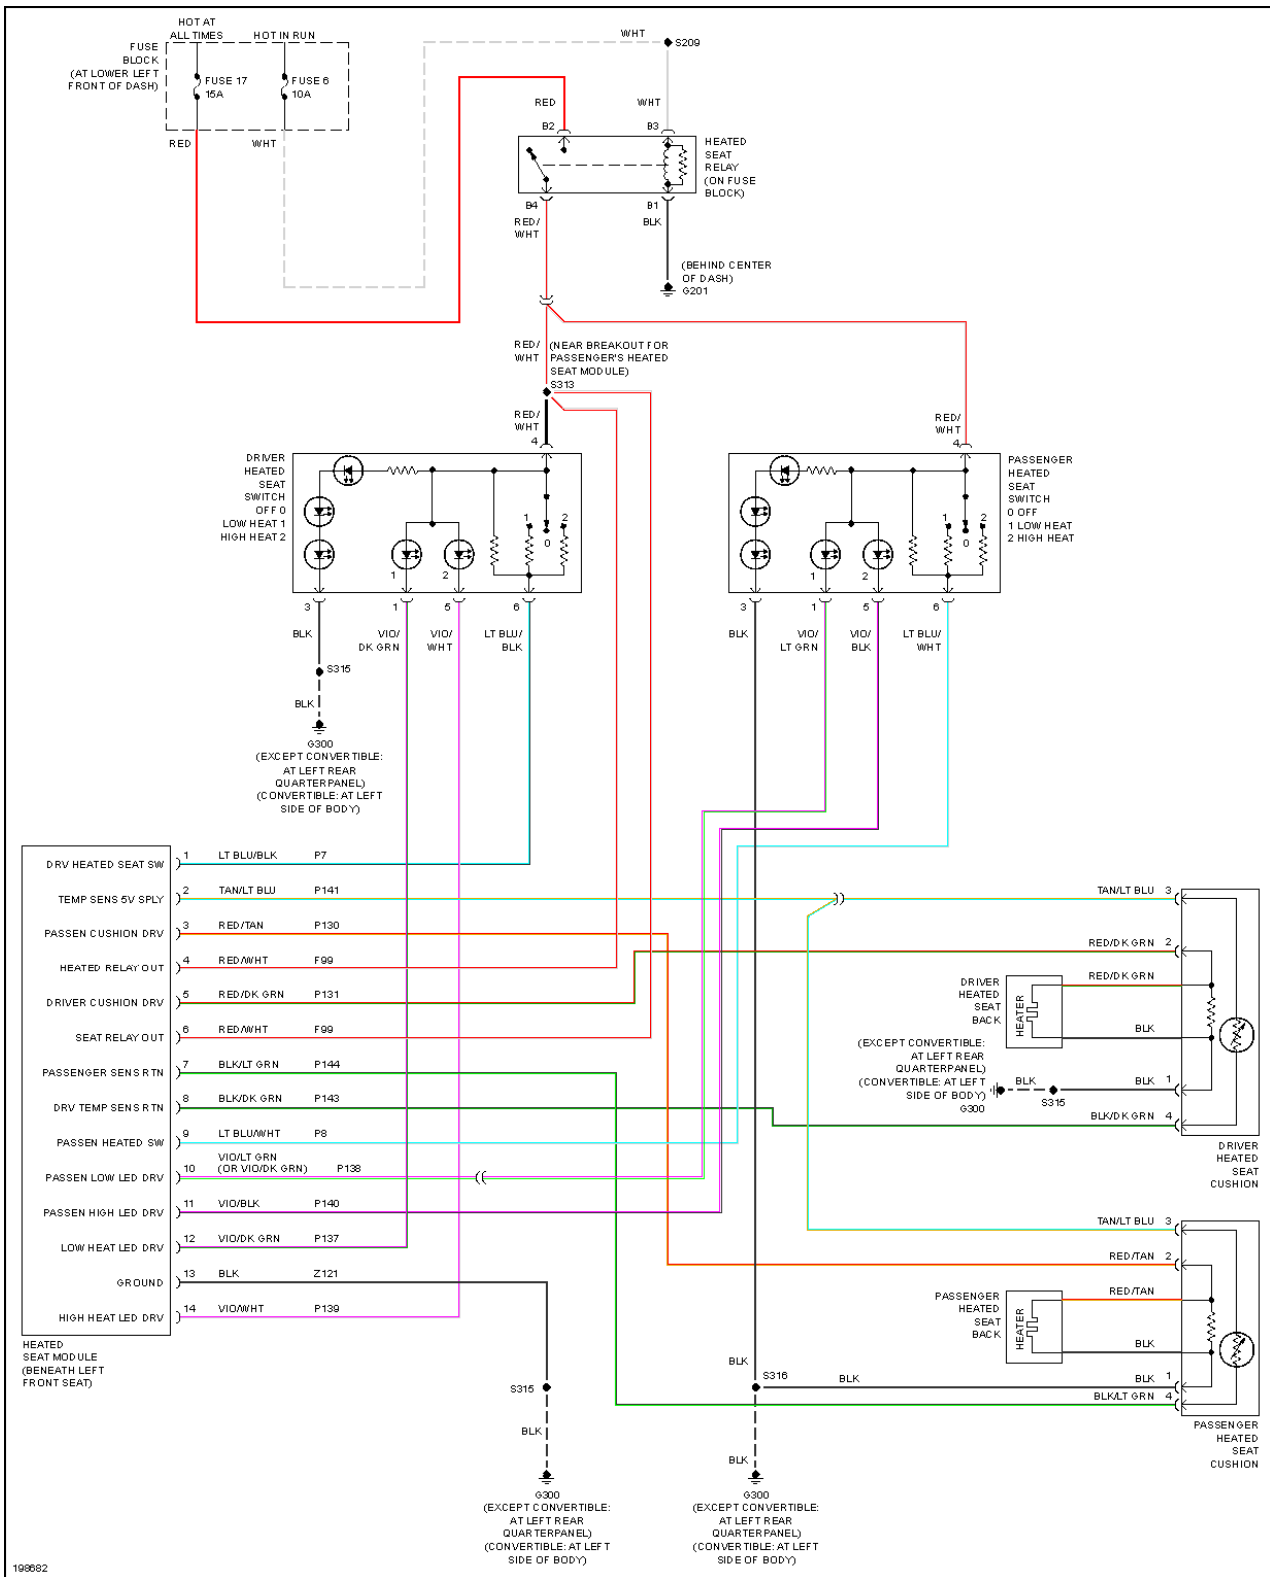 HOT AT
ALL TIMES
HOT IN RUN
FUSE
BLOCK
(AT LOWER LEFT
FRONT OF DASH)
FUSE 17
15A
FUSE 6
10A
RED
WHT
WHT
S209
RED
WHT
B2
B3
HEATED
SEAT
RELAY
(ON FUSE
BLOCK)
B4
B1
RED/
WHT
BLK
(BEHIND CENTER
OF DASH)
G201
RED/
WHT
(NEAR BREAKOUT FOR
PASSENGER'S HEATED
SEAT MODULE)
S313
RED/
WHT
4
RED/
WHT
4
DRIVER
HEATED
SEAT
SWITCH
OFF 0
LOW HEAT 1
HIGH HEAT 2
1
2
0
1
2
PASSENGER
HEATED
SEAT
SWITCH
0 OFF
1 LOW HEAT
2 HIGH HEAT
1
2
0
1
2
3
1
5
6
BLK
VIO/
DK GRN
VIO/
WHT
LT BLU/
BLK
3
1
5
6
BLK
VIO/
LT GRN
VIO/
BLK
LT BLU/
WHT
S315
BLK
G300
(EXCEPT CONVERTIBLE:
AT LEFT REAR
QUARTERPANEL)
(CONVERTIBLE: AT LEFT
SIDE OF BODY)
DRV HEATED SEAT SW 1 LT BLU/BLK P7
TEMP SENS 5V SPLY 2 TAN/LT BLU P141
PASSEN CUSHION DRV 3 RED/TAN P130
HEATED RELAY OUT 4 RED/WHT F99
DRIVER CUSHION DRV 5 RED/DK GRN P131
SEAT RELAY OUT 6 RED/WHT F99
PASSENGER SENS RTN 7 BLK/LT GRN P144
DRV TEMP SENS RTN 8 BLK/DK GRN P143
PASSEN HEATED SW 9 LT BLU/WHT P8
VIO/LT GRN
PASSEN LOW LED DRV 10 (OR VIO/DK GRN) P138
PASSEN HIGH LED DRV 11 VIO/BLK P140
LOW HEAT LED DRV 12 VIO/DK GRN P137
GROUND 13 BLK Z121
HIGH HEAT LED DRV 14 VIO/WHT P139
HEATED
SEAT MODULE
(BENEATH LEFT
FRONT SEAT)
TAN/LT BLU 3
RED/DK GRN 2
RED/DK GRN
DRIVER
HEATED
SEAT
BACK
HEATER
BLK
(EXCEPT CONVERTIBLE:
AT LEFT REAR
QUARTERPANEL)
(CONVERTIBLE: AT LEFT
SIDE OF BODY)
G300
BLK
S315
BLK 1
BLK/DK GRN 4
DRIVER
HEATED
SEAT
CUSHION
TAN/LT BLU 3
RED/TAN 2
RED/TAN
PASSENGER
HEATED
SEAT
BACK
HEATER
BLK
BLK
S316
BLK
BLK 1
BLK/LT GRN 4
PASSENGER
HEATED
SEAT
CUSHION
S315
BLK
G300
(EXCEPT CONVERTIBLE:
AT LEFT REAR
QUARTERPANEL)
(CONVERTIBLE: AT LEFT
SIDE OF BODY)
BLK
G300
(EXCEPT CONVERTIBLE:
AT LEFT REAR
QUARTERPANEL)
(CONVERTIBLE: AT LEFT
SIDE OF BODY)
198682